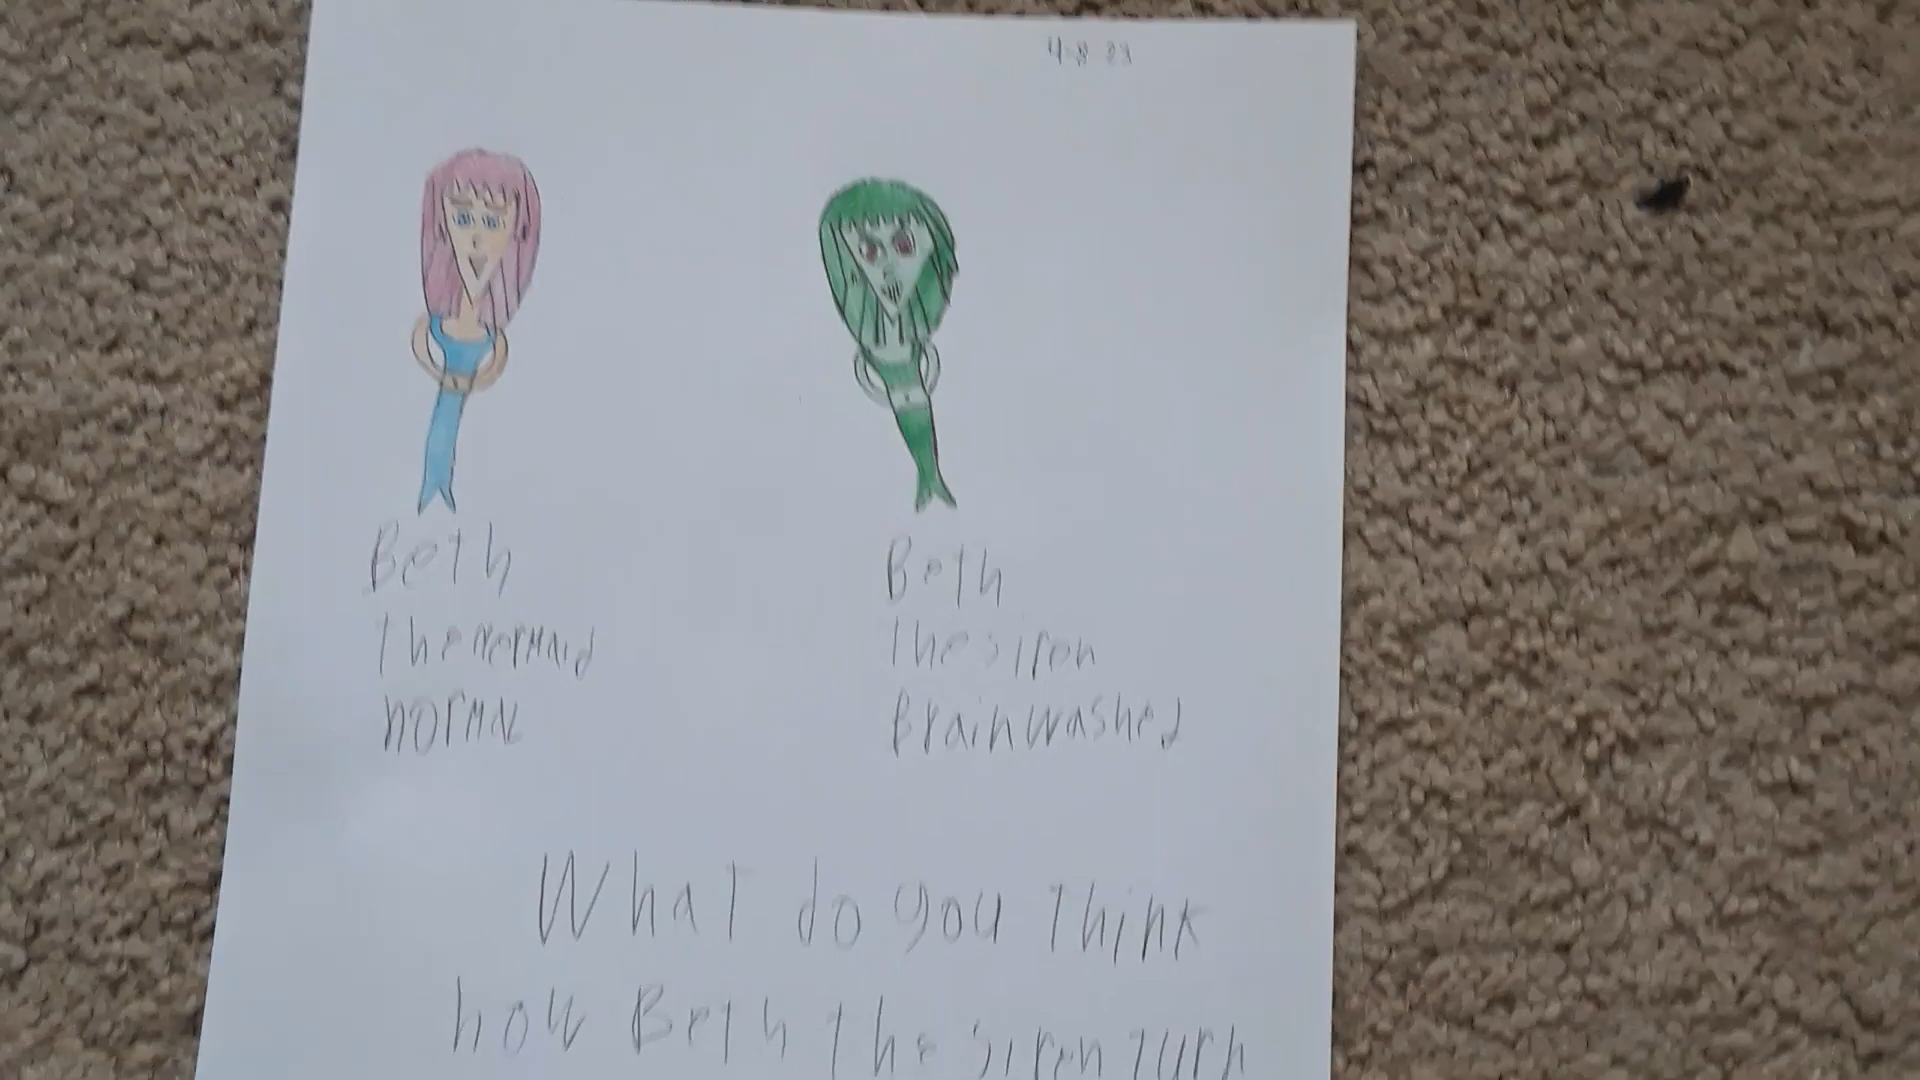 4-8 23
Beth
the mermaid
normal
Beth
the siren
Brainwashed
What do you think
how Beth the siren turn